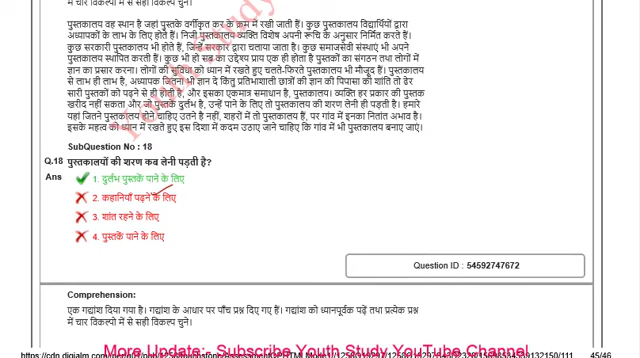 में चार विकल्पों में से सही विकल्प चुनें।
पुस्तकालय वह स्थान है जहां पुस्तके वर्गीकृत कर के क्रम में रखी जाती हैं। कुछ पुस्तकालय विद्यार्थियों द्वारा
अध्यापकों के लाभ के लिए होते हैं। निजी पुस्तकालय व्यक्ति विशेष अपनी रूचि के अनुसार निर्मित करते हैं।
कुछ सरकारी पुस्तकालय भी होते हैं, जिन्हें सरकार द्वारा चलाया जाता है। कुछ समाजसेवी संस्थाएं भी अपने
पुस्तकालय स्थापित करती हैं। कुछ भी हो सब का उद्देश्य प्राय एक ही होता है पुस्तकों का संगठन तथा लोगों में
ज्ञान का प्रसार करना। लोगों की सुविधा को ध्यान में रखते हुए चलते-फिरते पुस्तकालय भी मौजूद हैं। पुस्तकालय
से लाभ ही लाभ है, अध्यापक जितना भी ज्ञान दे किंतु प्रतिभाशाली छात्रों की ज्ञान की पिपासा की शांति तो ढेर
सारी पुस्तकों को पढ़ने से ही होती है, और इसका एकमात्र समाधान है, पुस्तकालय। व्यक्ति हर प्रकार की पुस्तक
खरीद नहीं सकता और जो पुस्तकें दुर्लभ है, उन्हें पाने के लिए तो पुस्तकालय की शरण लेनी ही पड़ती है। हमारे
यहां जितने पुस्तकालय होने चाहिए उतने है नहीं, शहरों में तो पुस्तकालय हैं, पर गांव में इनका नितांत अभाव है।
इसके महत्व को ध्यान में रखते हुए इस दिशा में कदम उठाए जाने चाहिए कि गांव में भी पुस्तकालय बनाए जाएं।
SubQuestion No : 18
Q.18 पुस्तकालयों की शरण कब लेनी पड़ती है?
Ans 1. दुर्लभ पुस्तकें पाने के लिए
2. कहानियाँ पढ़ने के लिए
3. शांत रहने के लिए
4. पुस्तकें पाने के लिए
Question ID : 54592747672
Comprehension:
एक गद्यांश दिया गया है। गद्यांश के आधार पर पाँच प्रश्न दिए गए हैं। गद्यांश को ध्यानपूर्वक पढ़ें तथा प्रत्येक प्रश्न
में चार विकल्पों में से सही विकल्प चुनें।
45/46
More Update:- Subscribe Youth Study YouTube Channel